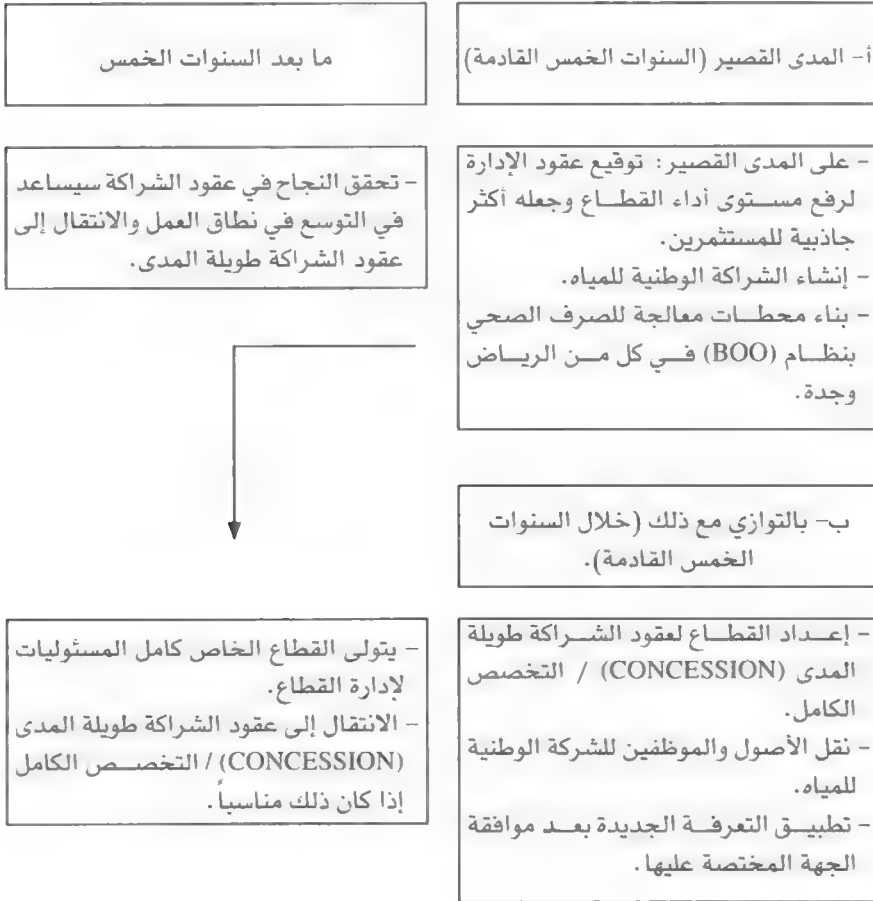 أ- المدى القصير (السنوات الخمس القادمة)
ما بعد السنوات الخمس
- على المدى القصير: توقيع عقود الإدارة
لرفع مستوى أداء القطاع وجعله أكثر
جاذبية للمستثمرين.
- إنشاء الشراكة الوطنية للمياه.
- بناء محطات معالجة للصرف الصحي
بنظام (BOO) في كل من الرياض
وجدة.
- تحقق النجاح في عقود الشراكة سيساعد
في التوسع في نطاق العمل والانتقال إلى
عقود الشراكة طويلة المدى.
ب- بالتوازي مع ذلك (خلال السنوات
الخمس القادمة).
- إعداد القطاع لعقود الشراكة طويلة
المدى (CONCESSION) / التخصص
الكامل.
- نقل الأصول والموظفين للشركة الوطنية
للمياه.
- تطبيق التعرفة الجديدة بعد موافقة
الجهة المختصة عليها.
- يتولى القطاع الخاص كامل المسئوليات
لإدارة القطاع.
- الانتقال إلى عقود الشراكة طويلة المدى
(CONCESSION) / التخصص الكامل
إذا كان ذلك مناسباً.